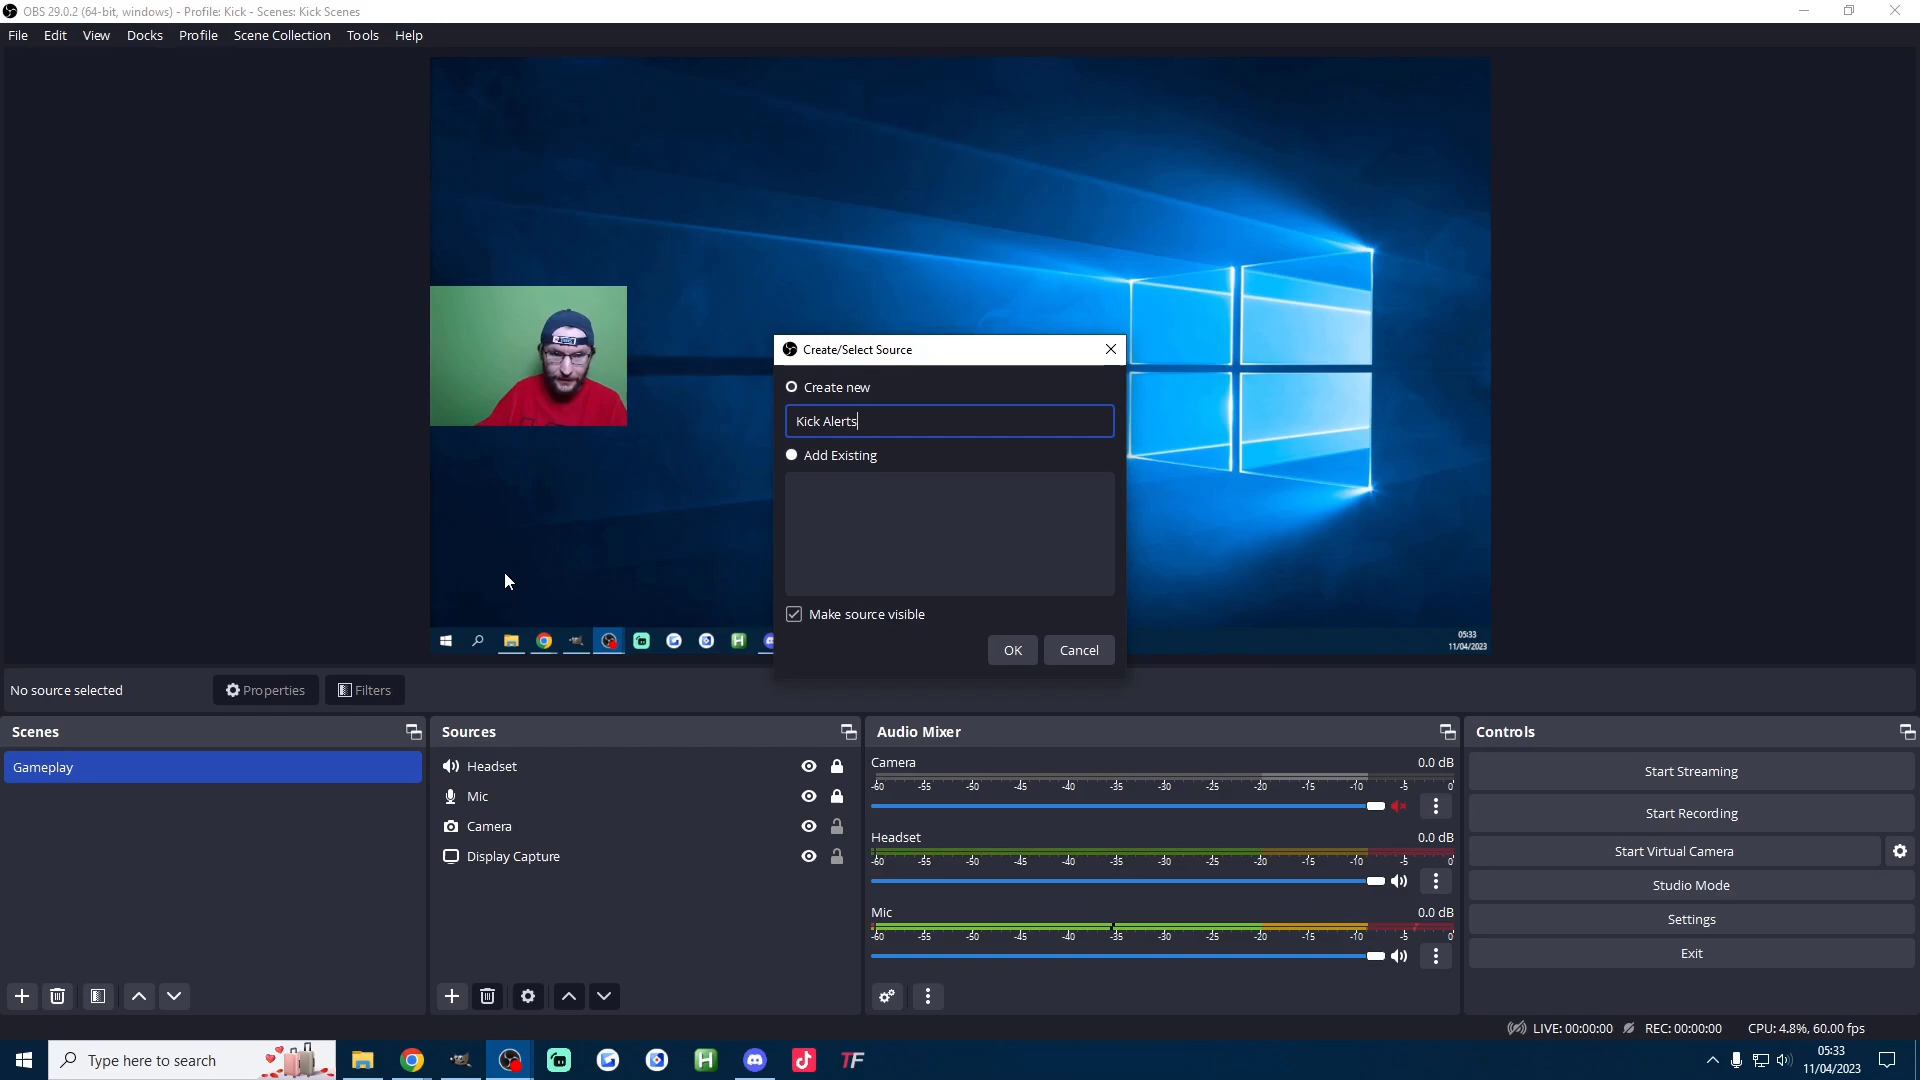 OBS 29.0.2 (64-bit, windows) - Profile: Kick - Scenes: Kick Scenes
File Edit View Docks Profile Scene Collection Tools Help
Create/Select Source
Create new
Kick Alerts
Add Existing
Make source visible
OK Cancel
05:33
11/04/2023
No source selected Properties Filters
Scenes
Gameplay
Sources
Headset
Mic
Camera
Display Capture
Audio Mixer
Camera 0.0 dB
-60 -55 -50 -45 -40 -35 -30 -25 -20 -15 -10 -5 0
Headset 0.0 dB
-60 -55 -50 -45 -40 -35 -30 -25 -20 -15 -10 -5 0
Mic 0.0 dB
-60 -55 -50 -45 -40 -35 -30 -25 -20 -15 -10 -5 0
Controls
Start Streaming
Start Recording
Start Virtual Camera
Studio Mode
Settings
Exit
LIVE: 00:00:00 REC: 00:00:00 CPU: 4.8%, 60.00 fps
Type here to search
H
TF
05:33
11/04/2023